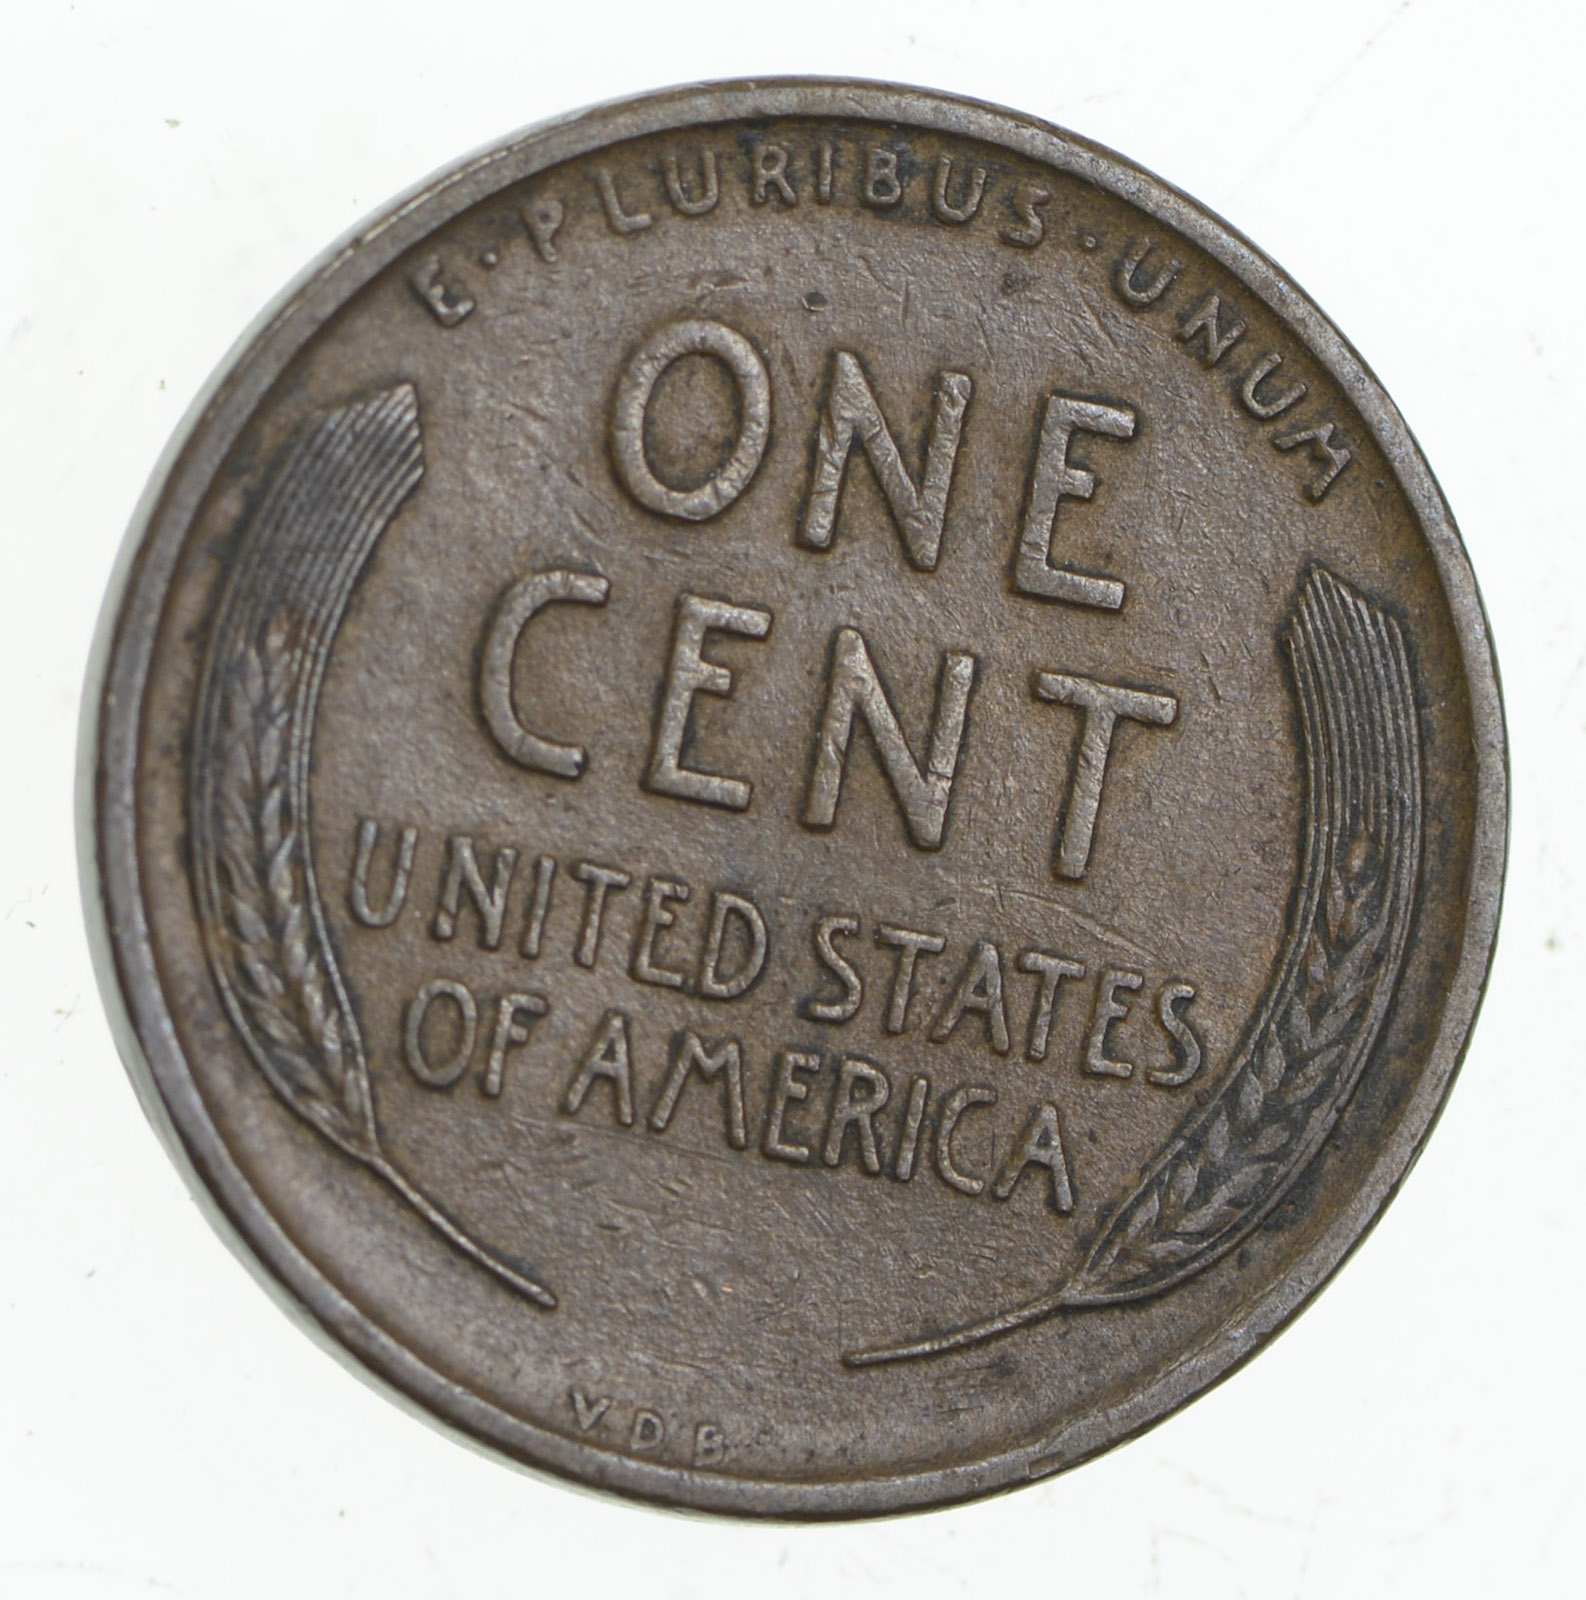 E·PLURIBUS·UNUM
ONE
CENT
UNITED STATES
OF AMERICA
V.D.B.